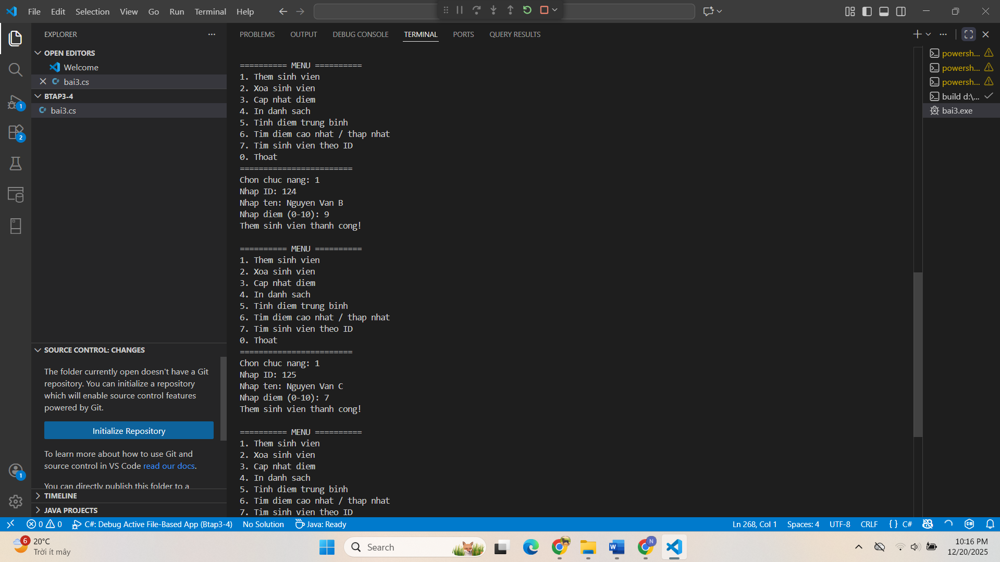 File Edit Selection View Go Run Terminal Help
EXPLORER
OPEN EDITORS
Welcome
bai3.cs
BTAP3-4
bai3.cs
1
2
SOURCE CONTROL: CHANGES
The folder currently open doesn't have a Git
repository. You can initialize a repository
which will enable source control features
powered by Git.
Initialize Repository
To learn more about how to use Git and
source control in VS Code read our docs.
You can directly publish this folder to a
1
TIMELINE
JAVA PROJECTS
PROBLEMS OUTPUT DEBUG CONSOLE TERMINAL PORTS QUERY RESULTS
========== MENU ==========
1. Them sinh vien
2. Xoa sinh vien
3. Cap nhat diem
4. In danh sach
5. Tinh diem trung binh
6. Tim diem cao nhat / thap nhat
7. Tim sinh vien theo ID
0. Thoat
========================
Chon chuc nang: 1
Nhap ID: 124
Nhap ten: Nguyen Van B
Nhap diem (0-10): 9
Them sinh vien thanh cong!
========== MENU ==========
1. Them sinh vien
2. Xoa sinh vien
3. Cap nhat diem
4. In danh sach
5. Tinh diem trung binh
6. Tim diem cao nhat / thap nhat
7. Tim sinh vien theo ID
0. Thoat
========================
Chon chuc nang: 1
Nhap ID: 125
Nhap ten: Nguyen Van C
Nhap diem (0-10): 7
Them sinh vien thanh cong!
========== MENU ==========
1. Them sinh vien
2. Xoa sinh vien
3. Cap nhat diem
4. In danh sach
5. Tinh diem trung binh
6. Tim diem cao nhat / thap nhat
7. Tim sinh vien theo ID
powersh...
powersh...
powersh...
build d:\...
bai3.exe
0 0 C#: Debug Active File-Based App (Btap3-4) No Solution Java: Ready Ln 268, Col 1 Spaces: 4 UTF-8 CRLF { } C#
6
20°C
Trời ít mây
Search
N
10:16 PM
12/20/2025